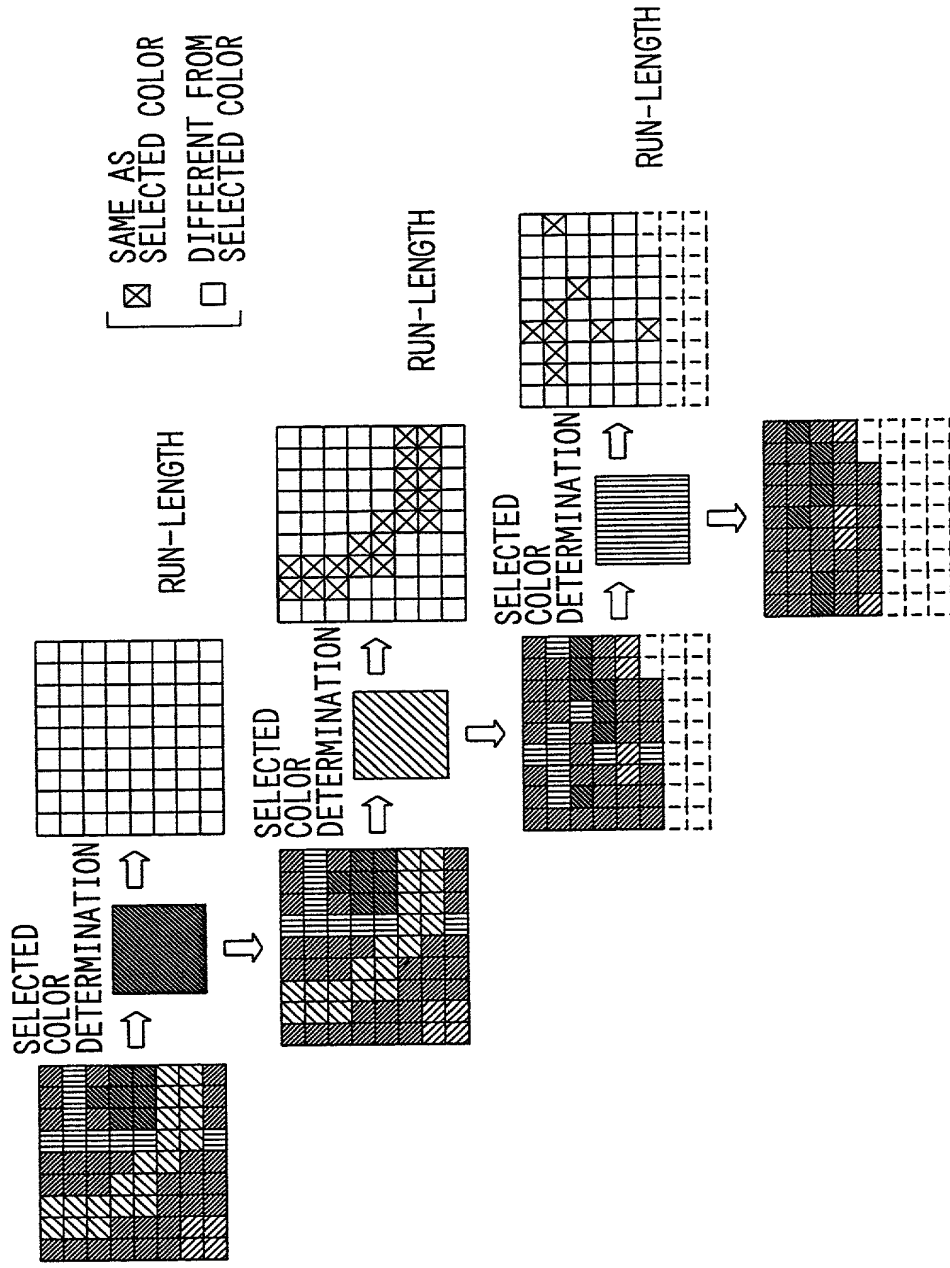 SAME AS
SELECTED COLOR
DIFFERENT FROM
SELECTED COLOR
SELECTED
COLOR
DETERMINATION
RUN-LENGTH
SELECTED
COLOR
DETERMINATION
RUN-LENGTH
SELECTED
COLOR
DETERMINATION
RUN-LENGTH